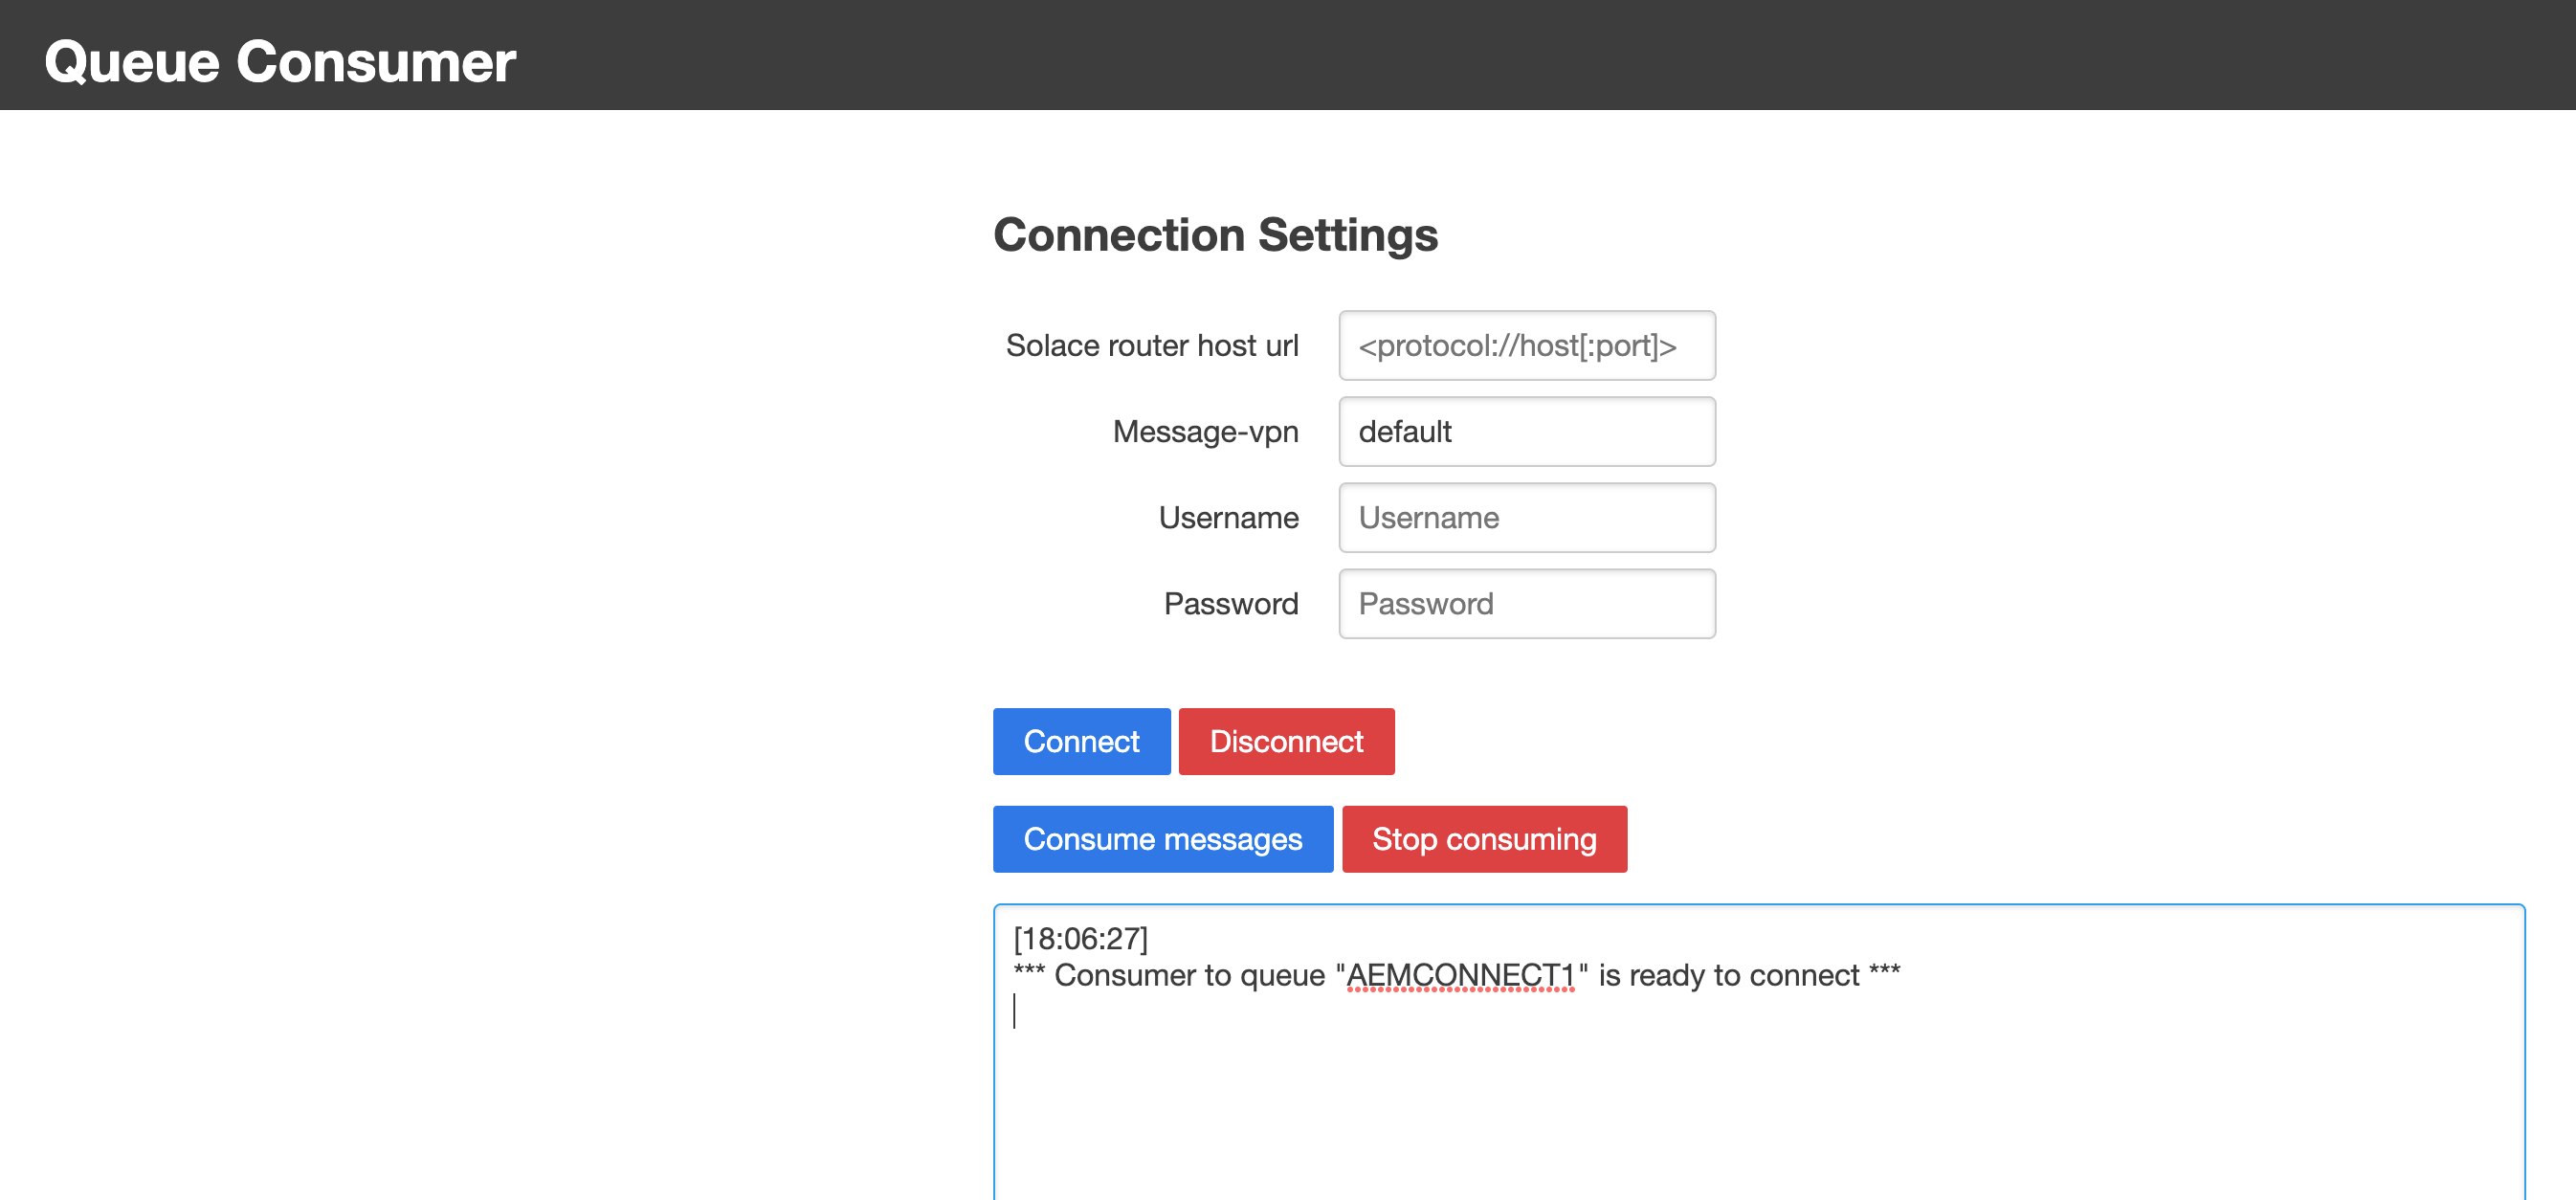 Queue Consumer
Connection Settings
Solace router host url <protocol://host[:port]>
Message-vpn default
Username Username
Password Password
Connect Disconnect
Consume messages Stop consuming
[18:06:27]
*** Consumer to queue "AEMCONNECT1" is ready to connect ***